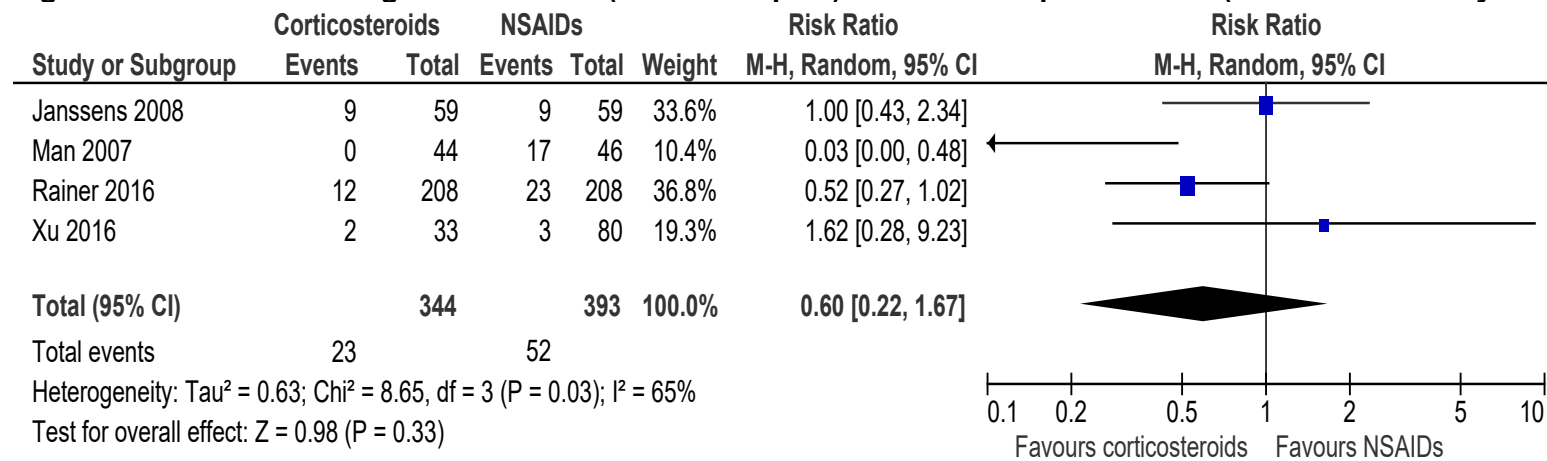 Corticosteroids NSAIDs Risk Ratio Risk Ratio
Study or Subgroup Events Total Events Total Weight M-H, Random, 95% CI M-H, Random, 95% CI
Janssens 2008 9 59 9 59 33.6% 1.00 [0.43, 2.34]
Man 2007 0 44 17 46 10.4% 0.03 [0.00, 0.48]
Rainer 2016 12 208 23 208 36.8% 0.52 [0.27, 1.02]
Xu 2016 2 33 3 80 19.3% 1.62 [0.28, 9.23]
Total (95% CI) 344 393 100.0% 0.60 [0.22, 1.67]
Total events 23 52
Heterogeneity: Tau² = 0.63; Chi² = 8.65, df = 3 (P = 0.03); I² = 65%
Test for overall effect: Z = 0.98 (P = 0.33)
0.1 0.2 0.5 1 2 5 10
Favours corticosteroids Favours NSAIDs